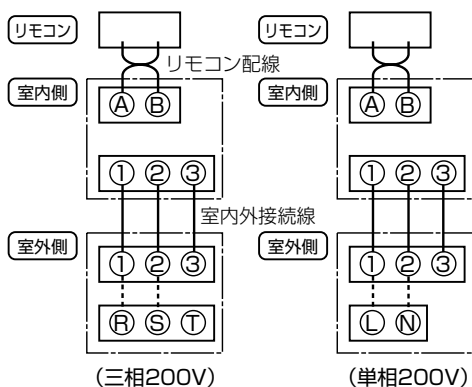 リモコン
リモコン配線
室内側
Ⓐ Ⓑ
① ② ③
室内外接続線
室外側
① ② ③
Ⓡ Ⓢ Ⓣ
(三相200V)
リモコン
室内側
Ⓐ Ⓑ
① ② ③
室外側
① ② ③
Ⓛ Ⓝ
(単相200V)